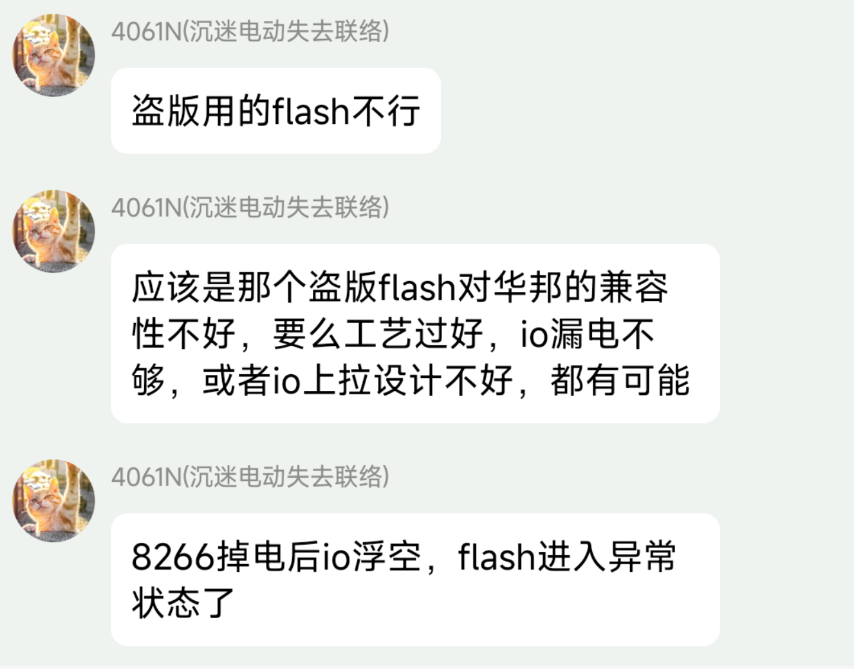 4061N(沉迷电动失去联络)
盗版用的flash不行
4061N(沉迷电动失去联络)
应该是那个盗版flash对华邦的兼容
性不好，要么工艺过好，io漏电不
够，或者io上拉设计不好，都有可能
4061N(沉迷电动失去联络)
8266掉电后io浮空，flash进入异常
状态了